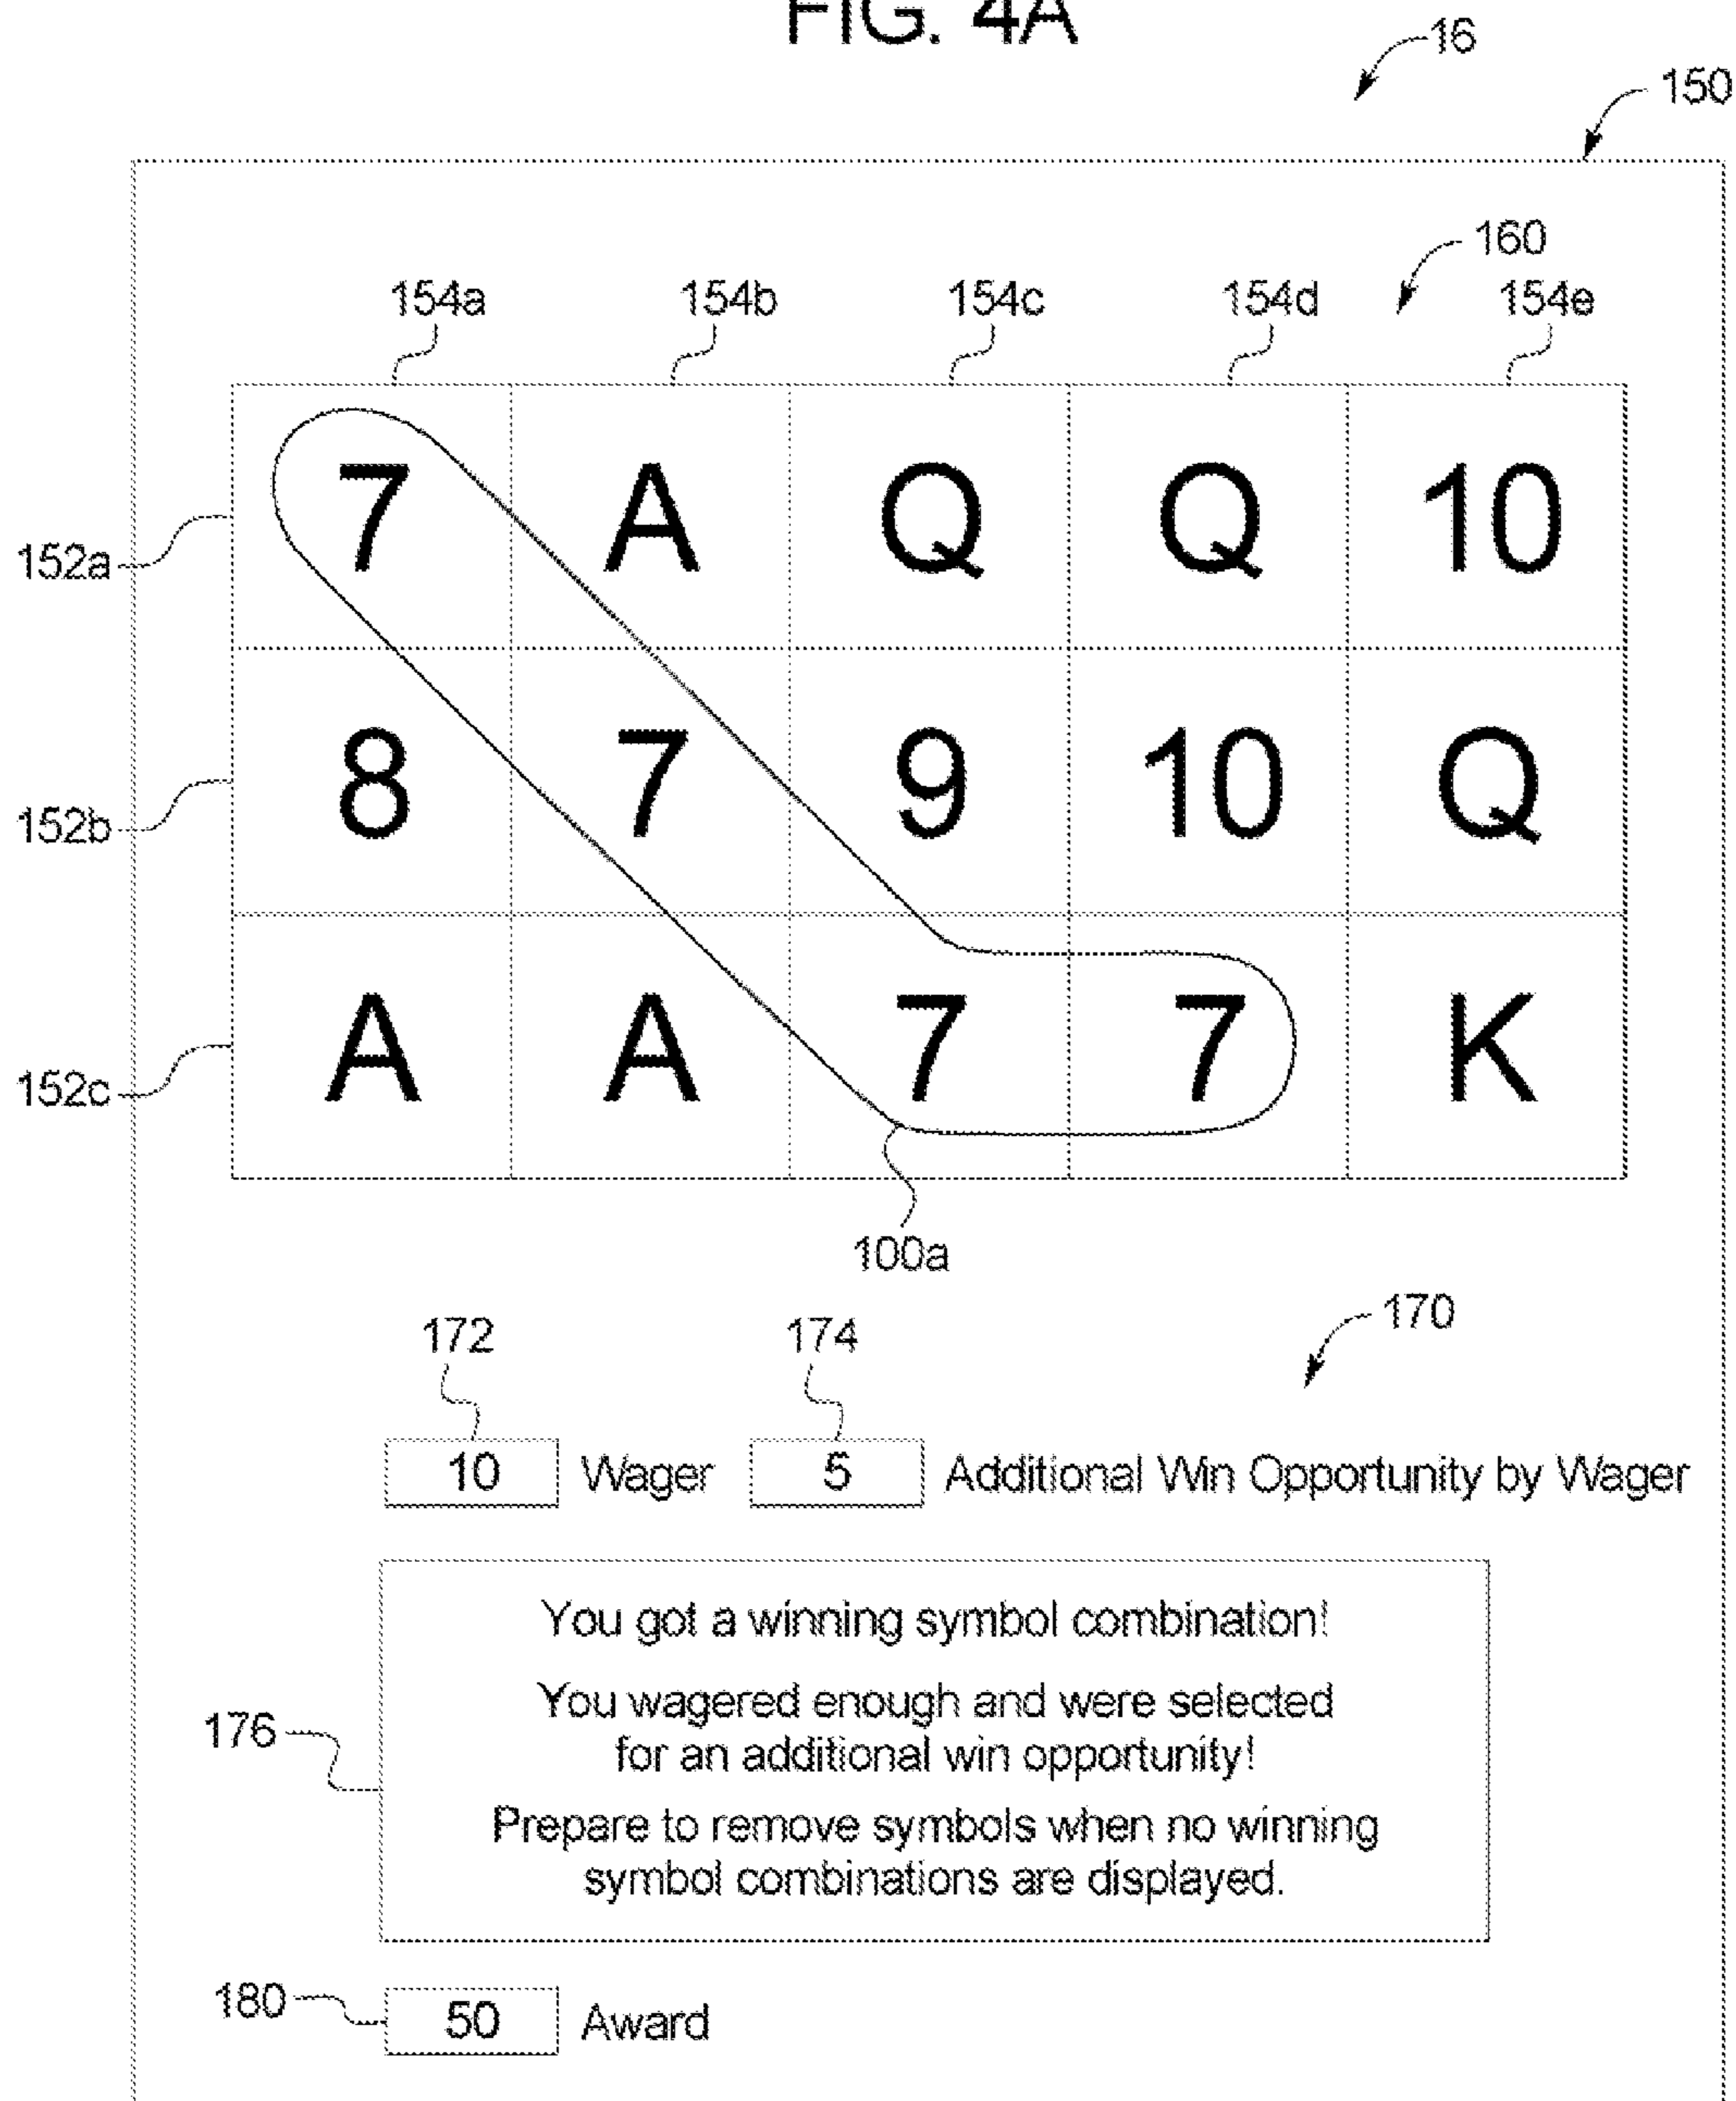 FIG. 4A
16
150
160
154a 154b 154c 154d 154e
152a 7 A Q Q 10
152b 8 7 9 10 Q
152c A A 7 7 K
100a
170
172 174
10 Wager 5 Additional Win Opportunity by Wager
You got a winning symbol combination!
You wagered enough and were selected
for an additional win opportunity!
176
Prepare to remove symbols when no winning
symbol combinations are displayed.
180 50 Award